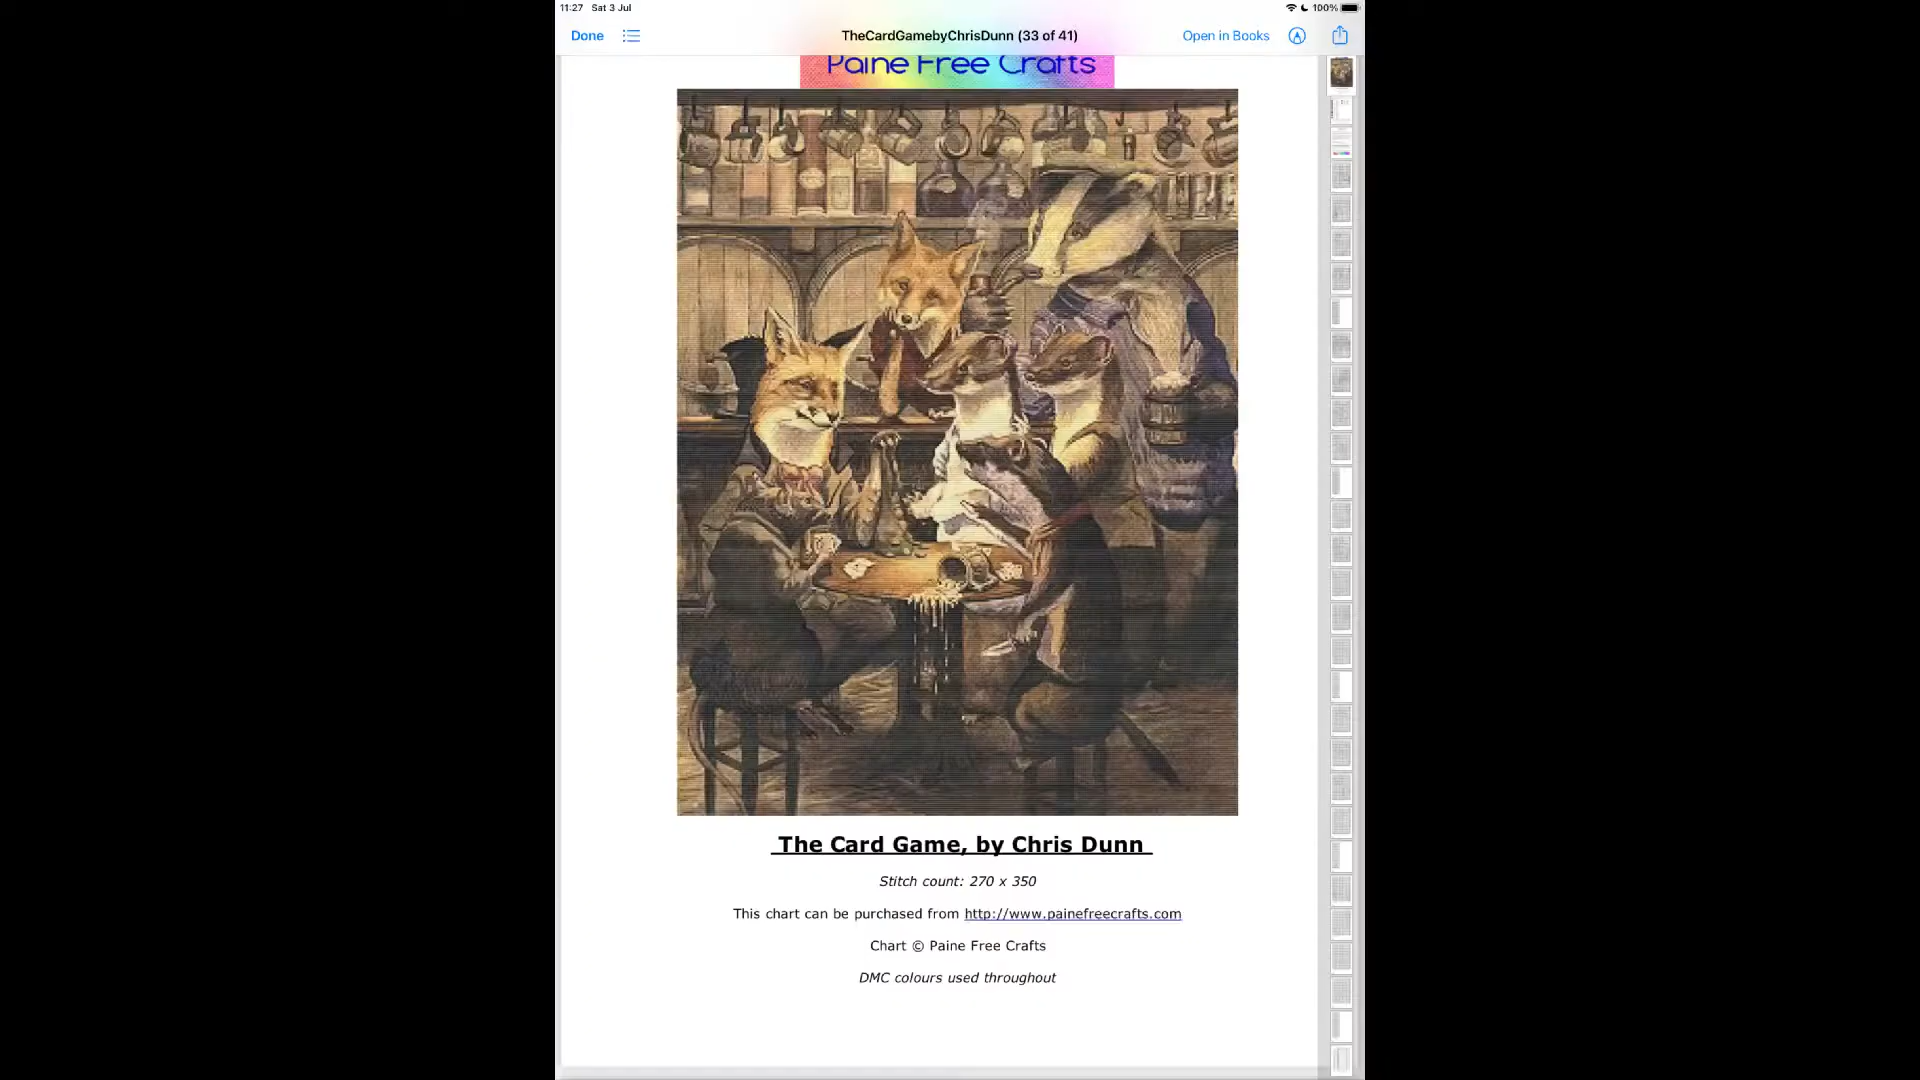 11:27 Sat 3 Jul 100%
Done TheCardGamebyChrisDunn (33 of 41) Open in Books
Paine Free Crafts
The Card Game, by Chris Dunn
Stitch count: 270 x 350
This chart can be purchased from http://www.painefreecrafts.com
Chart © Paine Free Crafts
DMC colours used throughout